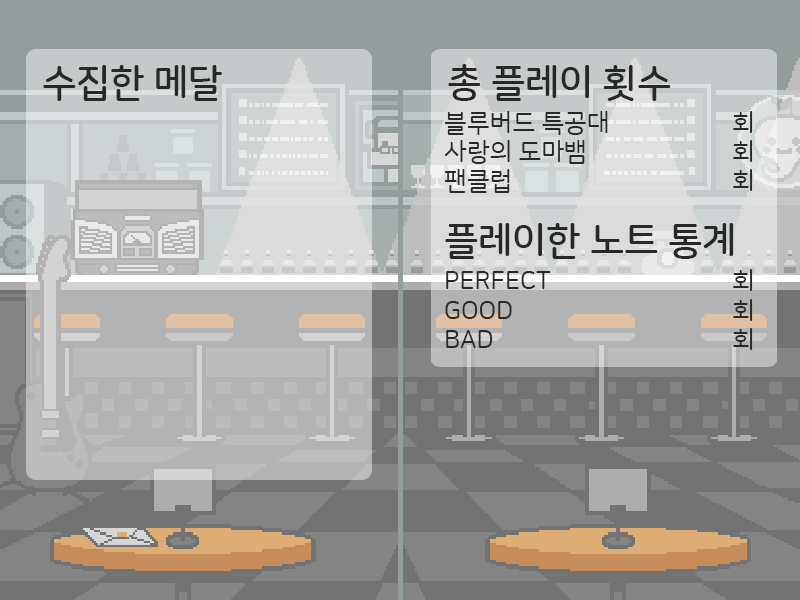 수집한 메달
총 플레이 횟수
블루버드 특공대 회
사랑의 도마뱀 회
팬클럽 회
플레이한 노트 통계
PERFECT 회
GOOD 회
BAD 회